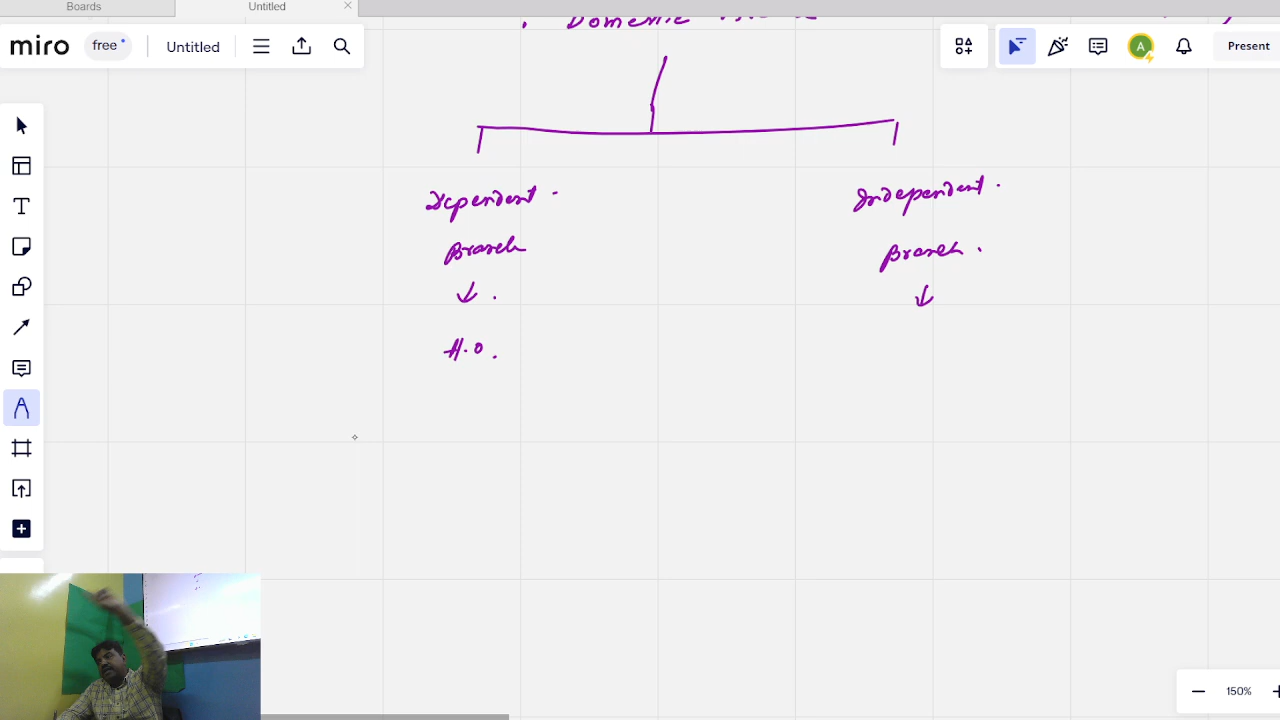 Boards Untitled
miro free Untitled
Present
. Domestic
Dependent .
Branch
↓ .
H.O.
Independent .
Branch .
↓
A
150%